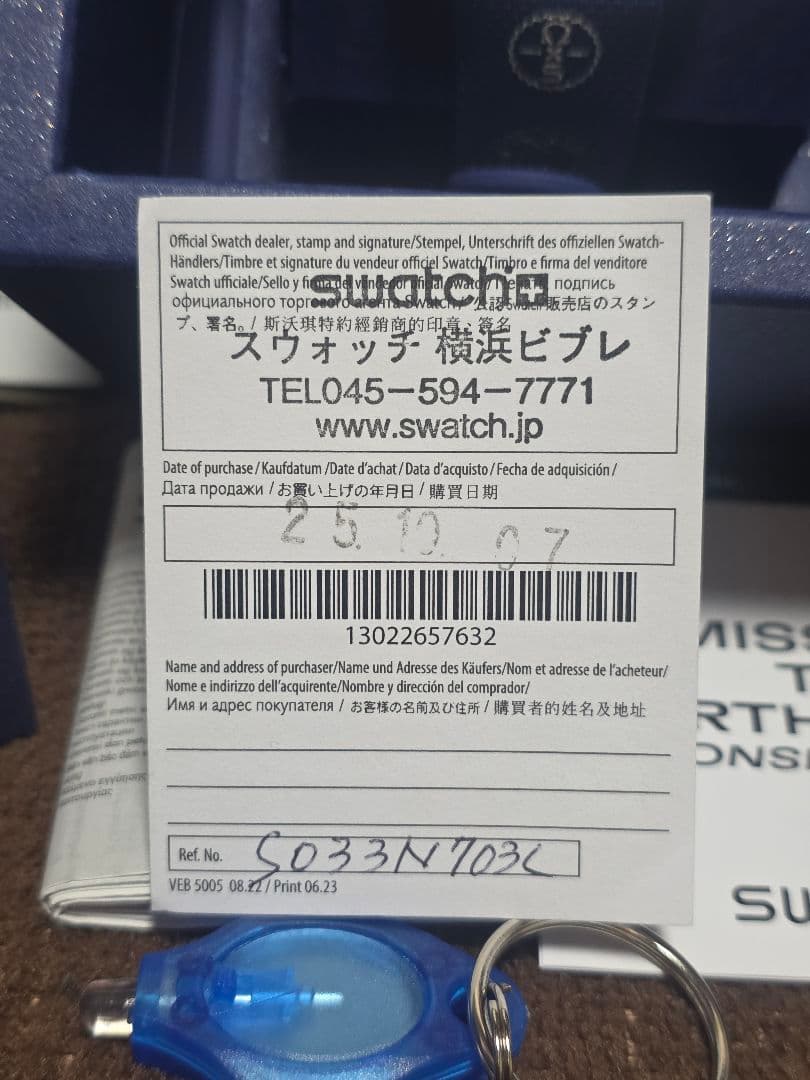 Official Swatch dealer, stamp and signature/Stempel, Unterschrift des offiziellen Swatch-
Händlers/Timbre et signature du vendeur officiel Swatch/Timbro e firma del venditore
Swatch ufficiale/Sello y firma del vendedor oficial Swatch/ подпись
официального торгового агента Swatch / 公認Swatch販売店のスタン
プ、署名。/ 斯沃琪特約經銷商的印章、簽名
swatch
スウォッチ 横浜ビブレ
TEL045-594-7771
www.swatch.jp
Date of purchase/Kaufdatum/Date d'achat/Data d'acquisto/Fecha de adquisición/
Дата продажи / お買い上げの年月日 / 購買日期
25. 10. 07
13022657632
Name and address of purchaser/Name und Adresse des Käufers/Nom et adresse de l'acheteur/
Nome e indirizzo dell'acquirente/Nombre y dirección del comprador/
Имя и адрес покупателя / お客様の名前及び住所 / 購買者的姓名及地址
Ref. No. SO33N703L
VEB 5005 08.22 / Print 06.23